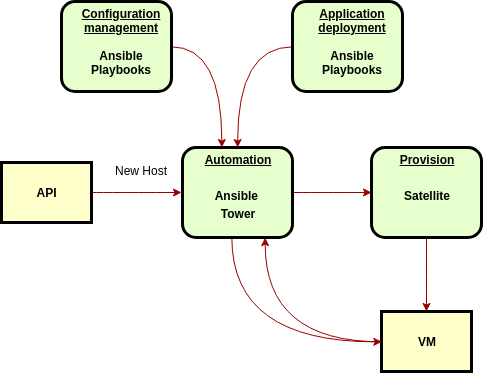 Configuration
management
Ansible
Playbooks
Application
deployment
Ansible
Playbooks
API
New Host
Automation
Ansible
Tower
Provision
Satellite
VM